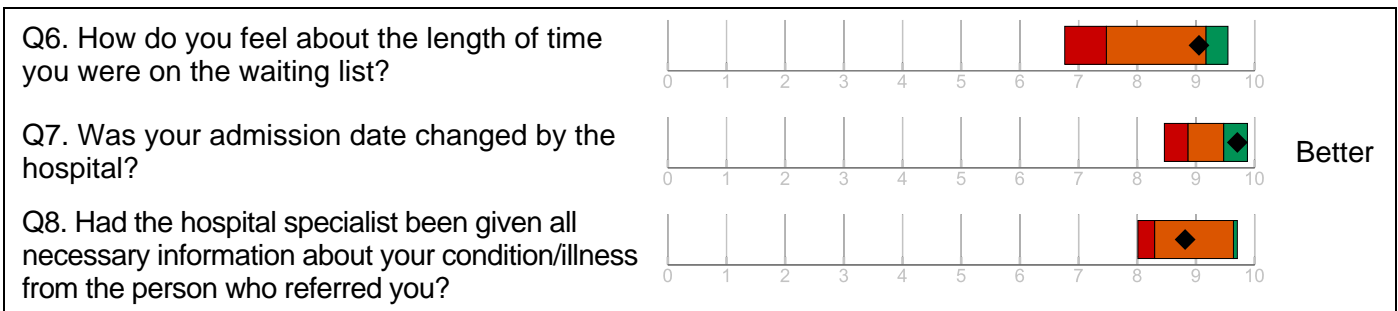 Q6. How do you feel about the length of time
you were on the waiting list?
0 1 2 3 4 5 6 7 8 9 10
Q7. Was your admission date changed by the
hospital?
Better
0 1 2 3 4 5 6 7 8 9 10
Q8. Had the hospital specialist been given all
necessary information about your condition/illness
from the person who referred you?
0 1 2 3 4 5 6 7 8 9 10